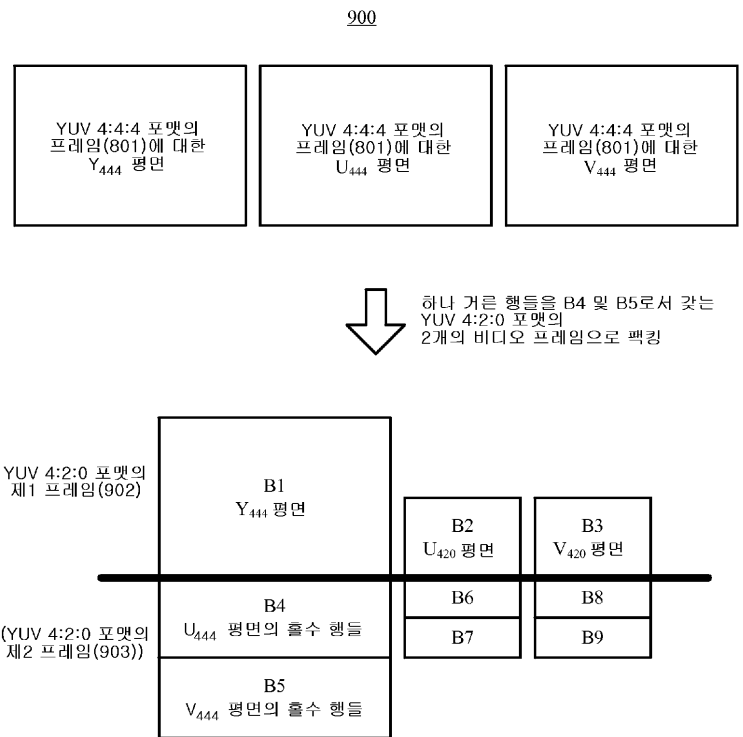 900
YUV 4:4:4 포맷의
프레임(801)에 대한
Y444 평면
YUV 4:4:4 포맷의
프레임(801)에 대한
U444 평면
YUV 4:4:4 포맷의
프레임(801)에 대한
V444 평면
하나 거른 행들을 B4 및 B5로서 갖는
YUV 4:2:0 포맷의
2개의 비디오 프레임으로 팩킹
YUV 4:2:0 포맷의
제1 프레임(902)
B1
Y444 평면
B2
U420 평면
B3
V420 평면
(YUV 4:2:0 포맷의
제2 프레임(903))
B4
U444 평면의 홀수 행들
B6
B8
B7
B9
B5
V444 평면의 홀수 행들